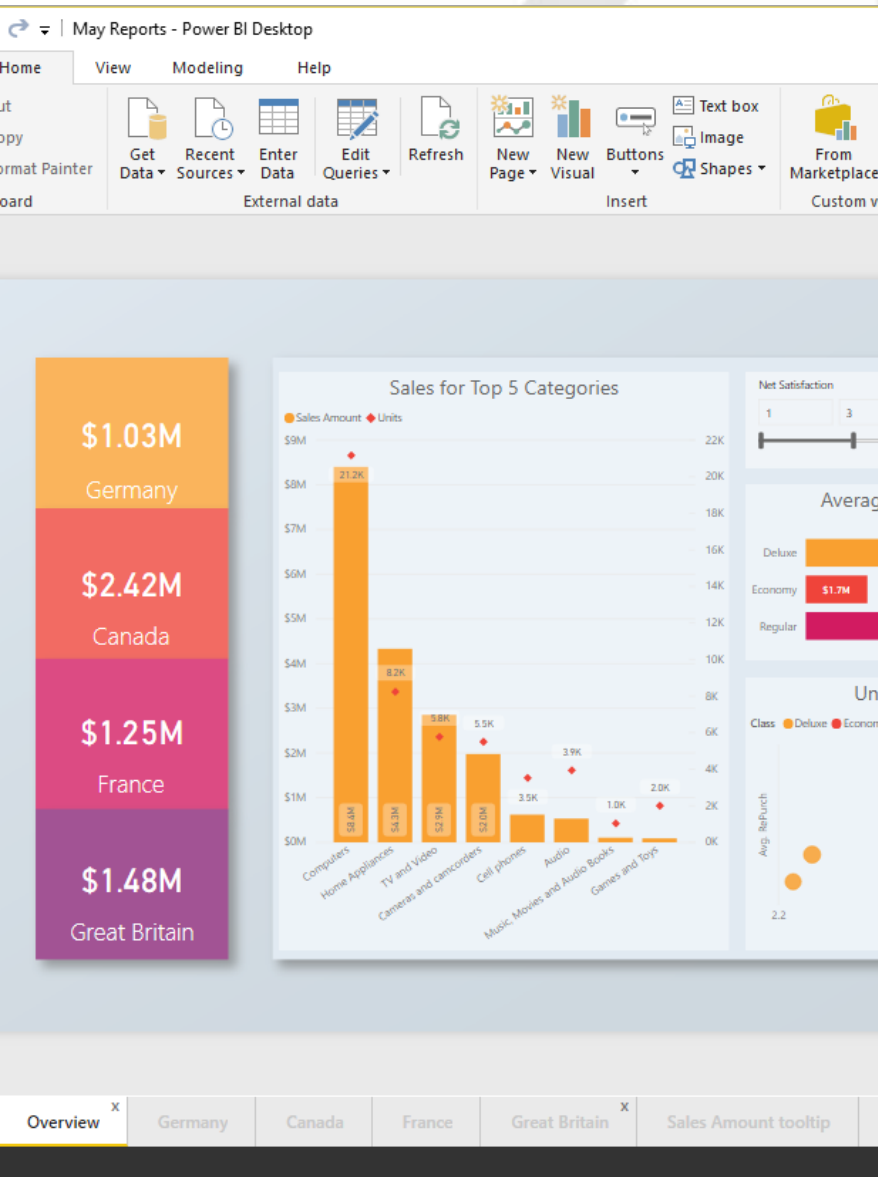 May Reports - Power BI Desktop
Home View Modeling Help
ut
opy
ormat Painter
oard
Get Data
Recent Sources
Enter Data
Edit Queries
External data
Refresh
New Page
New Visual
Buttons
Text box
Image
Shapes
Insert
From Marketplace
Custom v
$1.03M
Germany
$2.42M
Canada
$1.25M
France
$1.48M
Great Britain
Sales for Top 5 Categories
Sales Amount Units
$9M
$8M
$7M
$6M
$5M
$4M
$3M
$2M
$1M
$0M
22K
20K
18K
16K
14K
12K
10K
8K
6K
4K
2K
0K
21.2K
8.2K
5.8K
5.5K
3.5K
3.9K
1.0K
2.0K
$8.4M
$4.3M
$2.9M
$2.0M
Computers
Home Appliances
TV and Video
Cameras and camcorders
Cell phones
Audio
Music, Movies and Audio Books
Games and Toys
Net Satisfaction
1 3
Averag
Deluxe
Economy $1.7M
Regular
Un
Class Deluxe Econon
Avg. RePurch
2.2
Overview x Germany Canada France Great Britain x Sales Amount tooltip